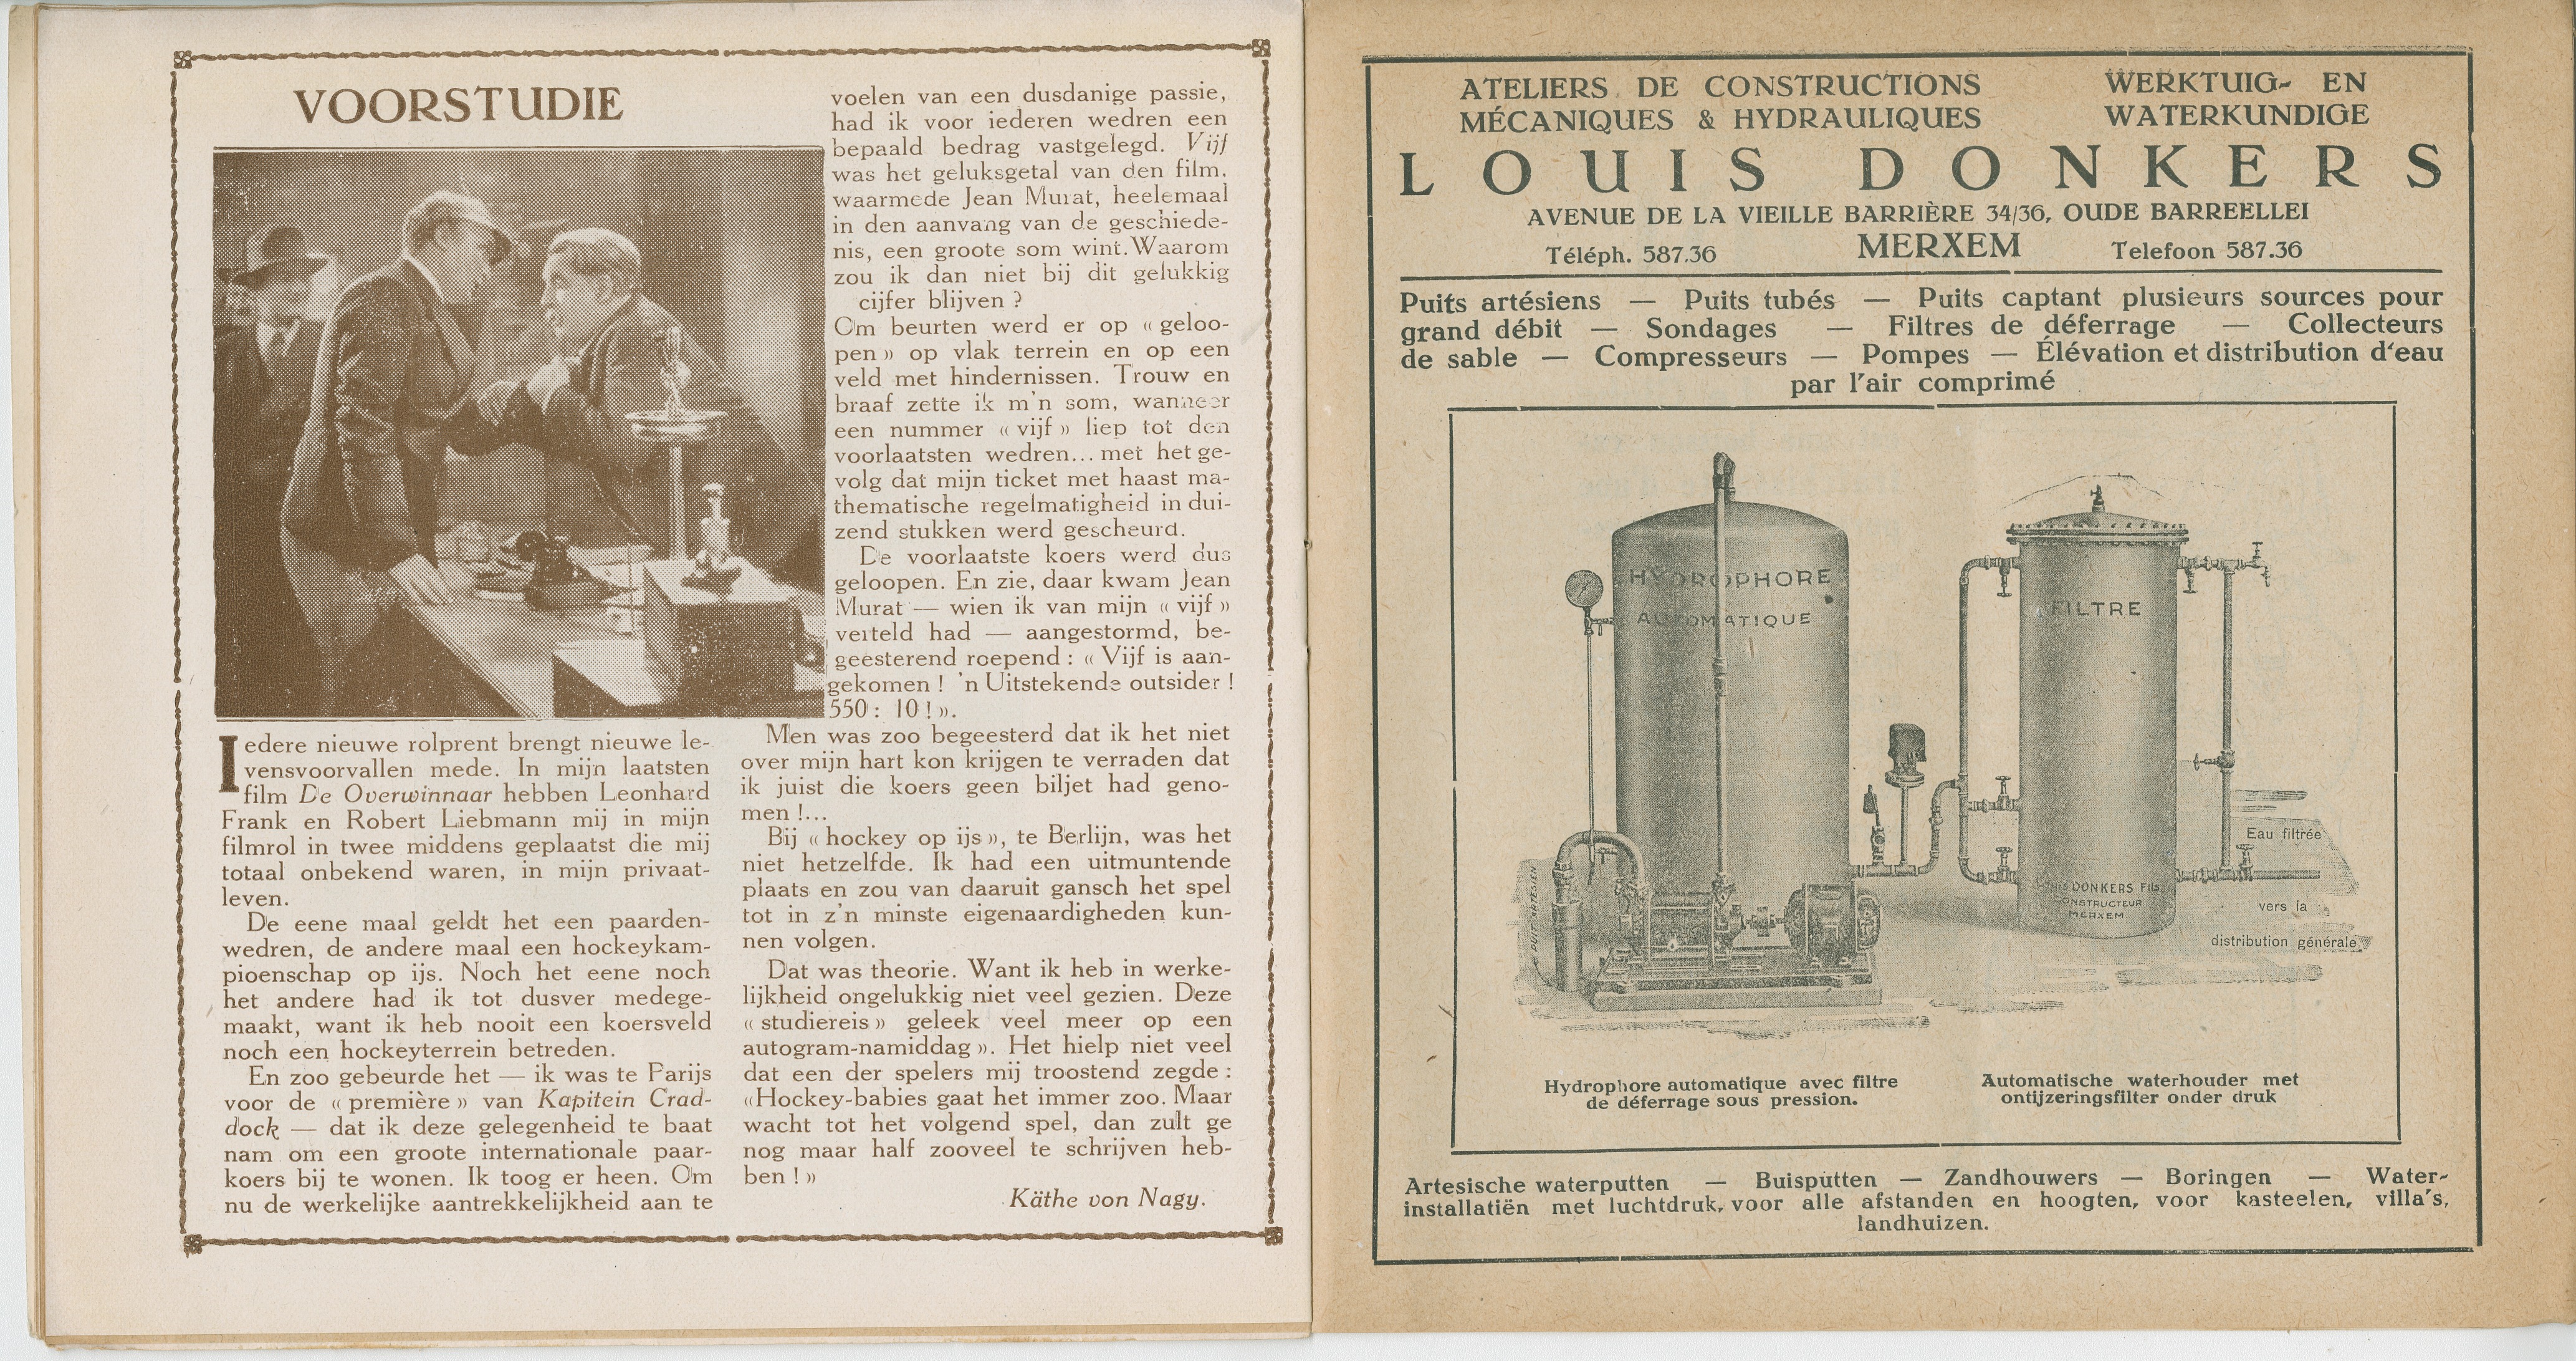 VOORSTUDIE
Iedere nieuwe rolprent brengt nieuwe le-
vensvoorvallen mede. In mijn laatsten
film De Overwinnaar hebben Leonhard
Frank en Robert Liebmann mij in mijn
filmrol in twee middens geplaatst die mij
totaal onbekend waren, in mijn privaat-
leven.
De eene maal geldt het een paarden-
wedren, de andere maal een hockeykam-
pioenschap op ijs. Noch het eene noch
het andere had ik tot dusver medege-
maakt, want ik heb nooit een koersveld
noch een hockeyterrein betreden.
En zoo gebeurde het — ik was te Parijs
voor de « première » van Kapitein Crad-
dock — dat ik deze gelegenheid te baat
nam om een groote internationale paar-
koers bij te wonen. Ik toog er heen. Om
nu de werkelijke aantrekkelijkheid aan te
voelen van een dusdanige passie,
had ik voor iederen wedren een
bepaald bedrag vastgelegd. Vijf
was het geluksgetal van den film.
waarmede Jean Murat, heelemaal
in den aanvang van de geschiede-
nis, een groote som wint. Waarom
zou ik dan niet bij dit gelukkig
cijfer blijven ?
Om beurten werd er op « geloo-
pen » op vlak terrein en op een
veld met hindernissen. Trouw en
braaf zette ik m'n som, wanneer
een nummer « vijf » liep tot den
voorlaatsten wedren... met het ge-
volg dat mijn ticket met haast ma-
thematische regelmatigheid in dui-
zend stukken werd gescheurd.
De voorlaatste koers werd dus
geloopen. En zie, daar kwam Jean
Murat — wien ik van mijn « vijf »
verteld had — aangestormd, be-
geesterend roepend : « Vijf is aan-
gekomen ! 'n Uitstekende outsider !
550 : 10 ! ».
Men was zoo begeesterd dat ik het niet
over mijn hart kon krijgen te verraden dat
ik juist die koers geen biljet had geno-
men !...
Bij « hockey op ijs », te Berlijn, was het
niet hetzelfde. Ik had een uitmuntende
plaats en zou van daaruit gansch het spel
tot in z'n minste eigenaardigheden kun-
nen volgen.
Dat was theorie. Want ik heb in werke-
lijkheid ongelukkig niet veel gezien. Deze
« studiereis » geleek veel meer op een
autogram-namiddag ». Het hielp niet veel
dat een der spelers mij troostend zegde :
«Hockey-babies gaat het immer zoo. Maar
wacht tot het volgend spel, dan zult ge
nog maar half zooveel te schrijven heb-
ben ! »
Käthe von Nagy.
ATELIERS DE CONSTRUCTIONS
MÉCANIQUES & HYDRAULIQUES
WERKTUIG- EN
WATERKUNDIGE
LOUIS DONKERS
AVENUE DE LA VIEILLE BARRIÈRE 34/36, OUDE BARREELLEI
Téléph. 587.36 MERXEM Telefoon 587.36
Puits artésiens — Puits tubés — Puits captant plusieurs sources pour
grand débit — Sondages — Filtres de déferrage — Collecteurs
de sable — Compresseurs — Pompes — Élévation et distribution d'eau
par l'air comprimé
HYDROPHORE
AUTOMATIQUE
FILTRE
PUIT ARTESIEN
LOUIS DONKERS FILS
CONSTRUCTEUR
MERXEM
Eau filtrée
vers la
distribution générale
Hydrophore automatique avec filtre
de déferrage sous pression.
Automatische waterhouder met
ontijzeringsfilter onder druk
Artesische waterputten — Buisputten — Zandhouwers — Boringen — Water-
installatiën met luchtdruk, voor alle afstanden en hoogten, voor kasteelen, villa's,
landhuizen.